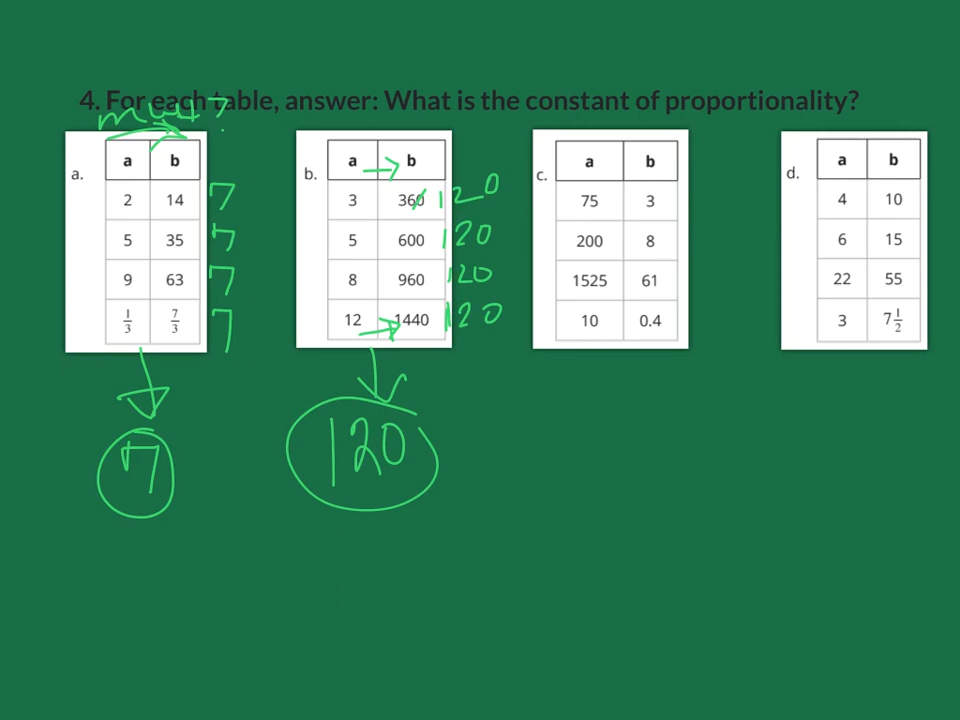 4. For each table, answer: What is the constant of proportionality?
mult ?
a.
a b
2 14 7
5 35 7
9 63 7
1/3 7/3 7
7
b.
a b
3 360 120
5 600 120
8 960 120
12 1440 120
120
c.
a b
75 3
200 8
1525 61
10 0.4
d.
a b
4 10
6 15
22 55
3 7 1/2